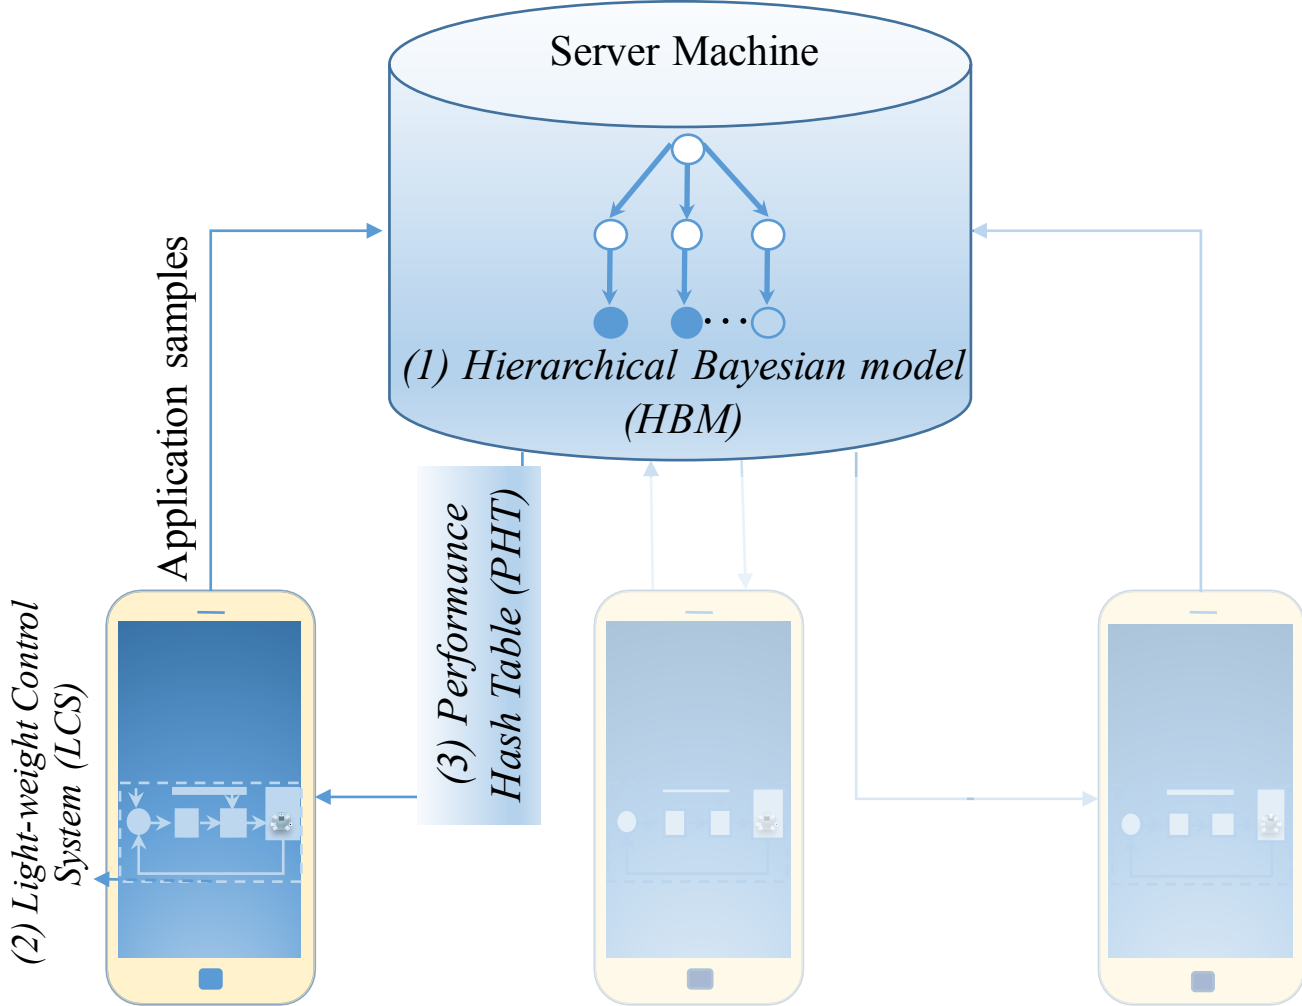 Server Machine
(1) Hierarchical Bayesian model
(HBM)
Application samples
(3) Performance
Hash Table (PHT)
(2) Light-weight Control
System (LCS)